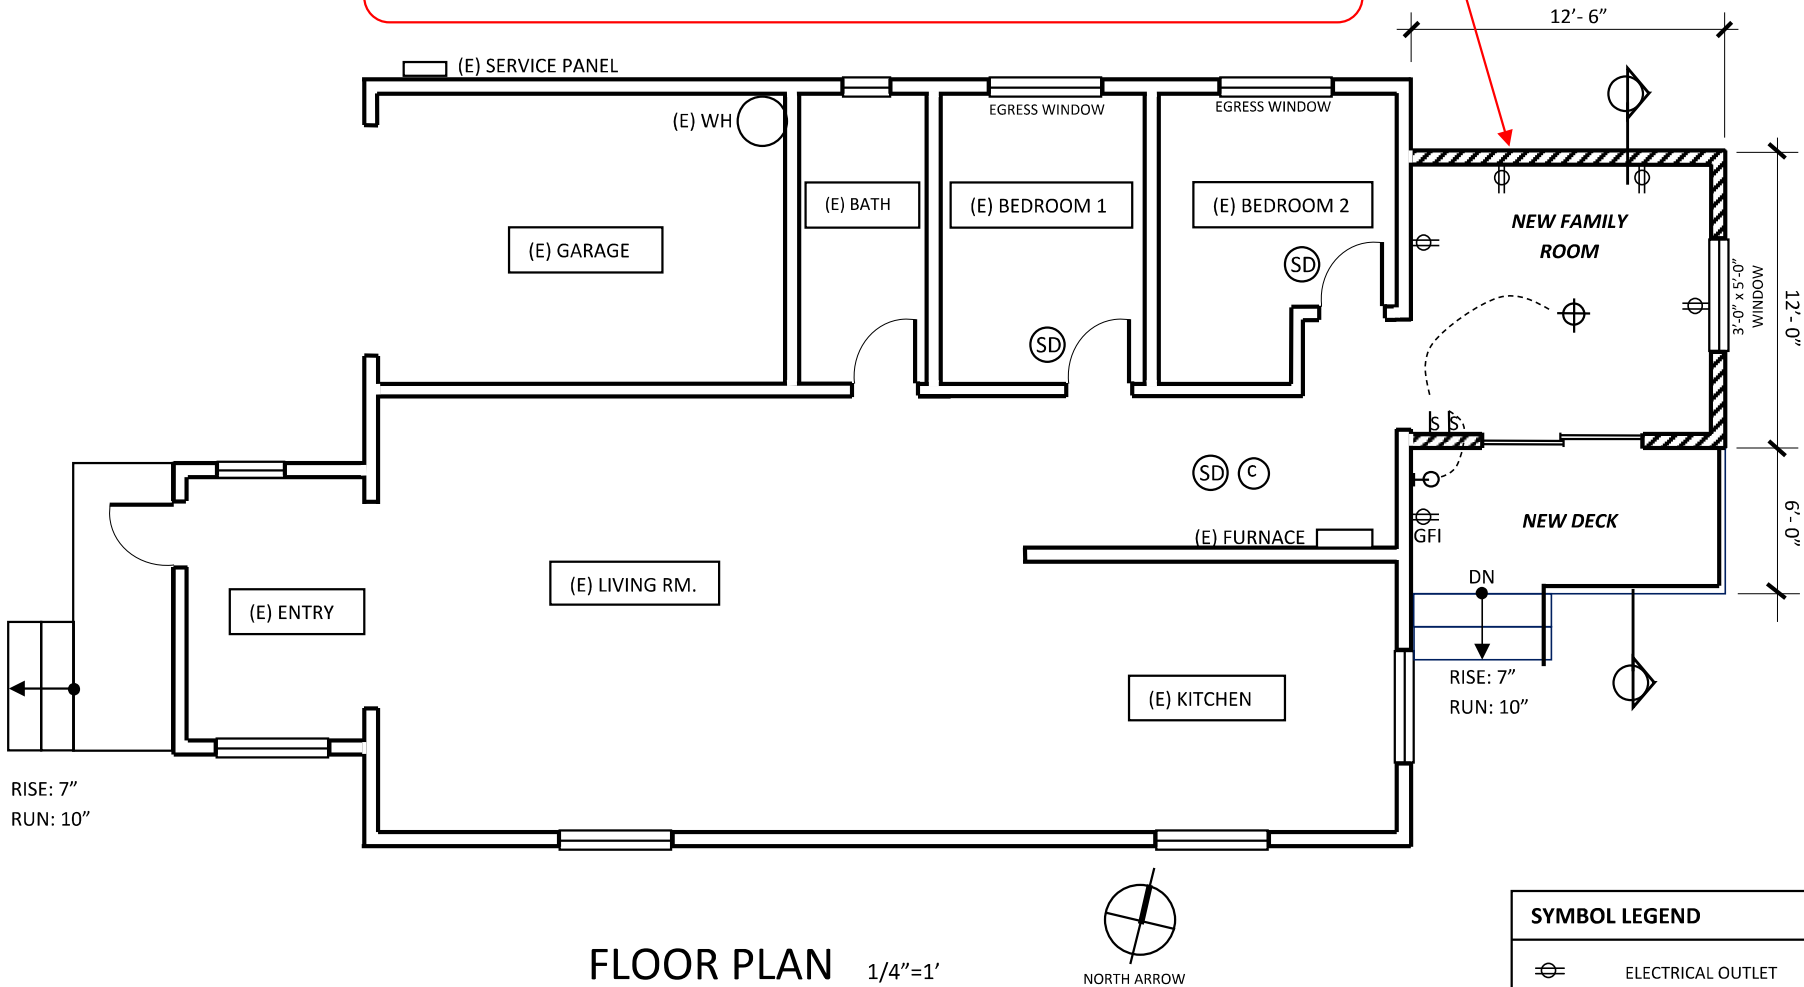 12'- 6"
(E) SERVICE PANEL
(E) WH
EGRESS WINDOW
EGRESS WINDOW
(E) BATH
(E) BEDROOM 1
(E) BEDROOM 2
NEW FAMILY
ROOM
(E) GARAGE
SD
SD
3'-0" x 5'-0"
WINDOW
12'- 0"
S S
SD
C
6'- 0"
NEW DECK
(E) FURNACE
GFI
DN
(E) LIVING RM.
(E) ENTRY
(E) KITCHEN
RISE: 7"
RUN: 10"
RISE: 7"
RUN: 10"
SYMBOL LEGEND
FLOOR PLAN 1/4"=1'
NORTH ARROW
ELECTRICAL OUTLET